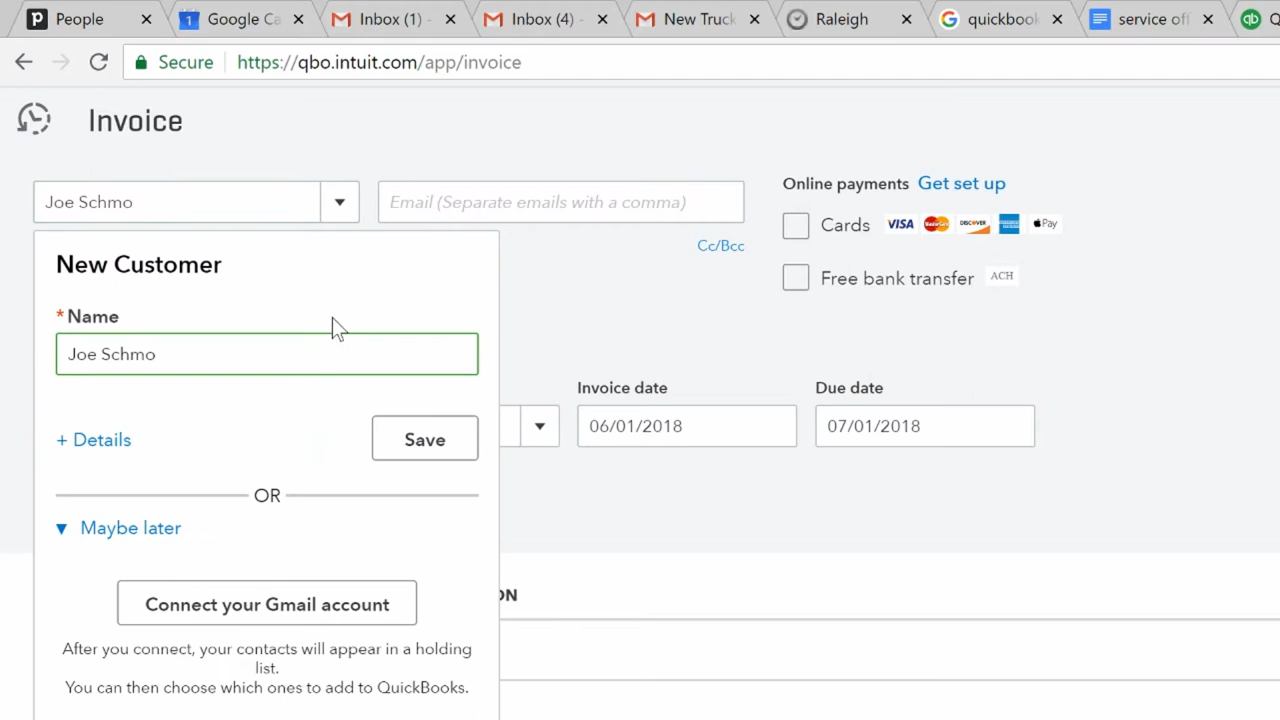 People
Google Ca
Inbox (1) -
Inbox (4) -
New Truck
Raleigh
quickbook
service off
Secure https://qbo.intuit.com/app/invoice
Invoice
Joe Schmo
Email (Separate emails with a comma)
Cc/Bcc
Online payments Get set up
Cards VISA MasterCard DISCOVER Pay
Free bank transfer ACH
New Customer
*Name
Joe Schmo
+ Details
Save
OR
Maybe later
Connect your Gmail account
After you connect, your contacts will appear in a holding
list.
You can then choose which ones to add to QuickBooks.
Invoice date
06/01/2018
Due date
07/01/2018
ON